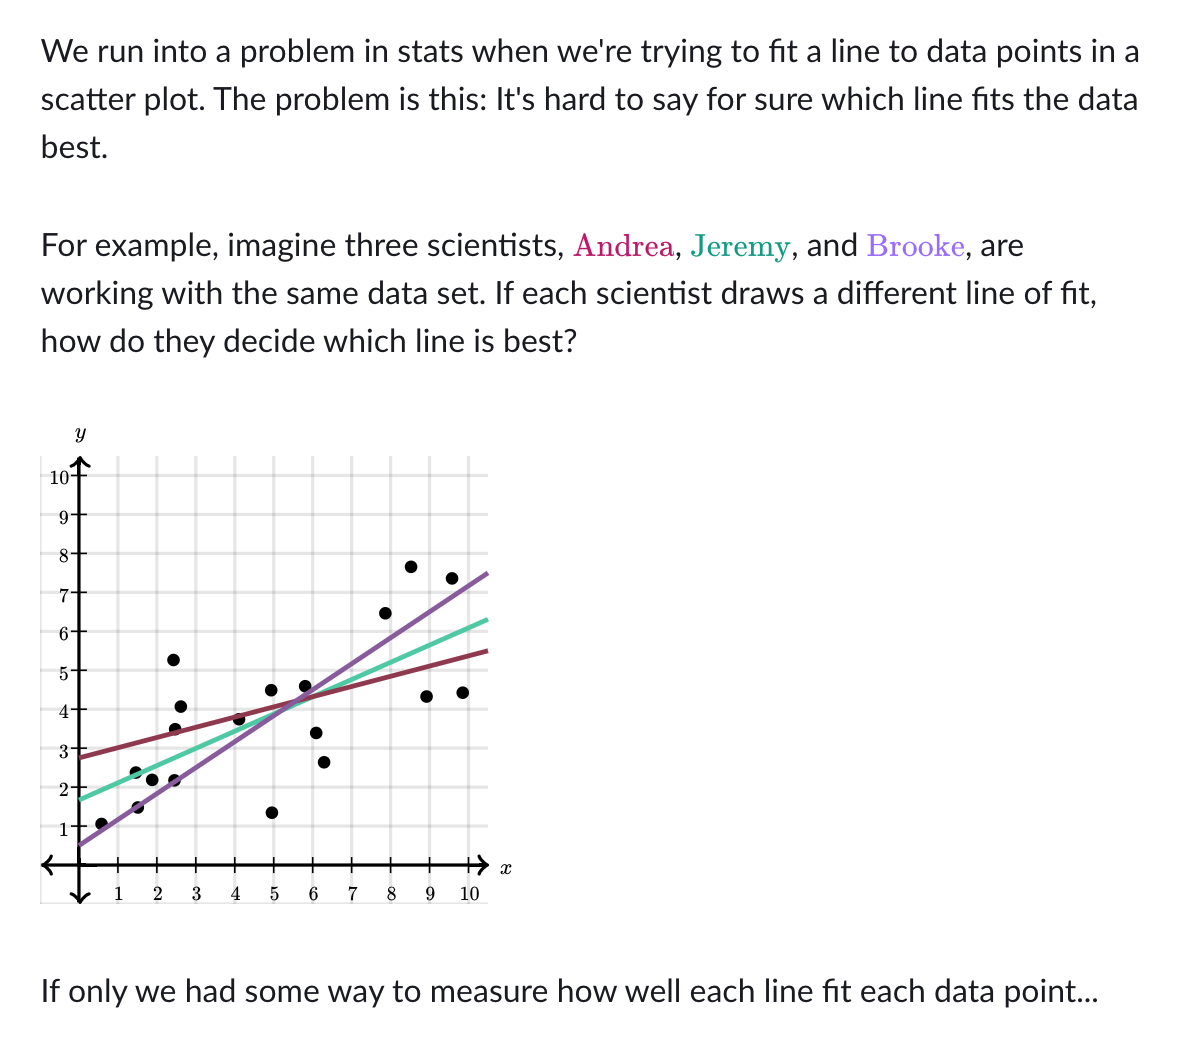 We run into a problem in stats when we're trying to fit a line to data points in a
scatter plot. The problem is this: It's hard to say for sure which line fits the data
best.
For example, imagine three scientists, Andrea, Jeremy, and Brooke, are
working with the same data set. If each scientist draws a different line of fit,
how do they decide which line is best?
y
10
9
8
7
6
5
4
3
2
1
x
1 2 3 4 5 6 7 8 9 10
If only we had some way to measure how well each line fit each data point...